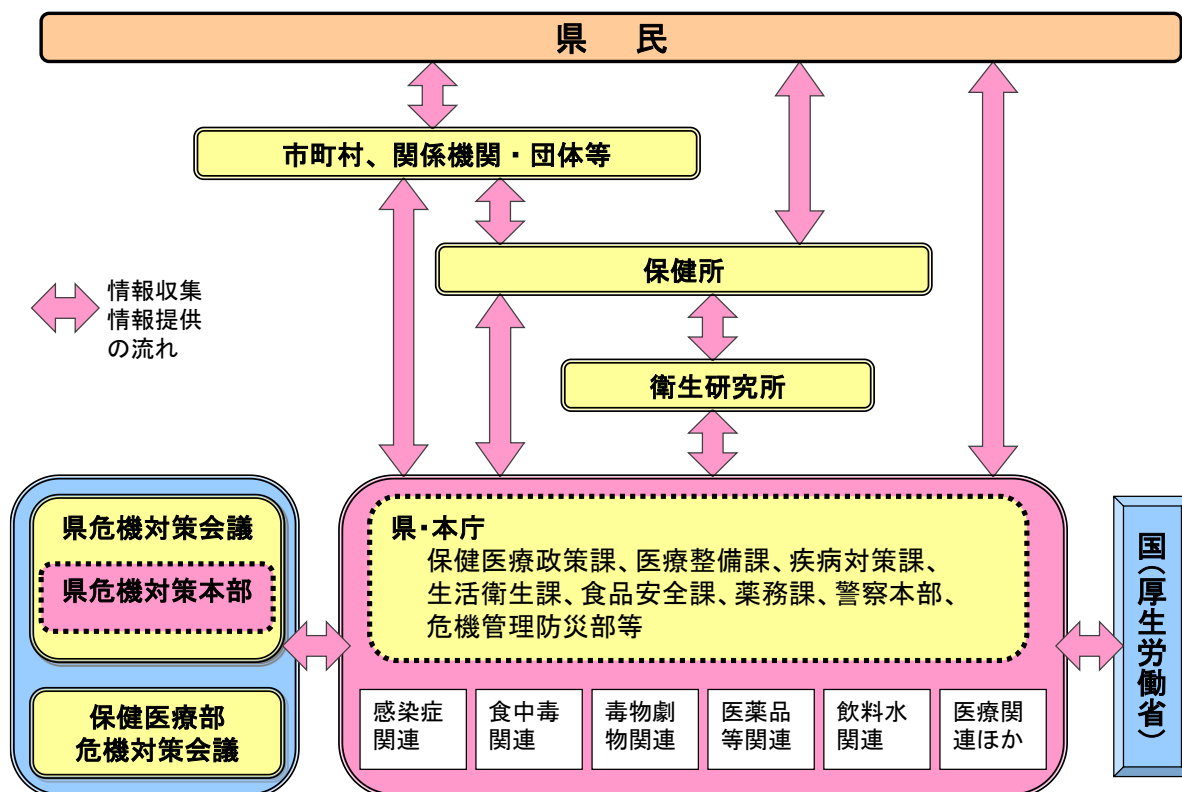 県　民
市町村、関係機関・団体等
保健所
情報収集
情報提供
の流れ
衛生研究所
県危機対策会議
県危機対策本部
保健医療部
危機対策会議
県・本庁
保健医療政策課、医療整備課、疾病対策課、
生活衛生課、食品安全課、薬務課、警察本部、
危機管理防災部等
感染症
関連
食中毒
関連
毒物劇
物関連
医薬品
等関連
飲料水
関連
医療関
連ほか
国（厚生労働省）